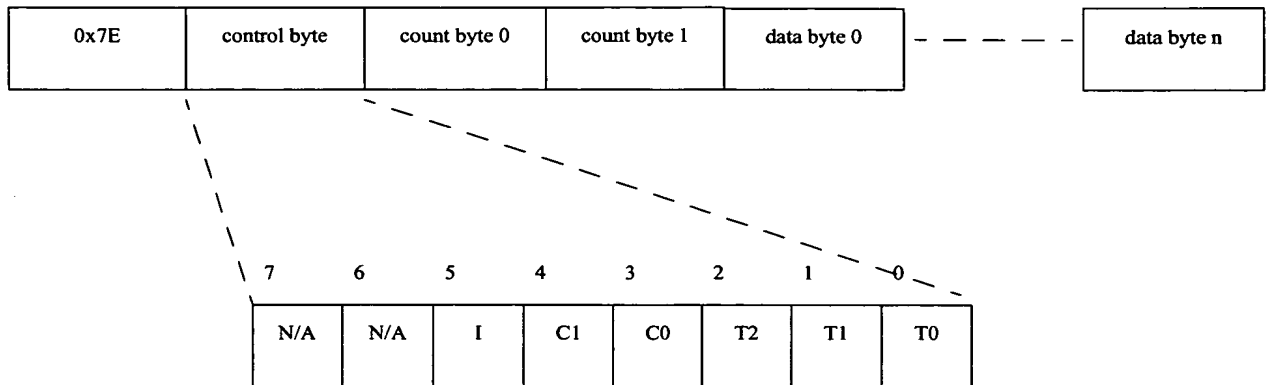 0x7E control byte count byte 0 count byte 1 data byte 0 data byte n
7 6 5 4 3 2 1 0
N/A N/A I C1 C0 T2 T1 T0